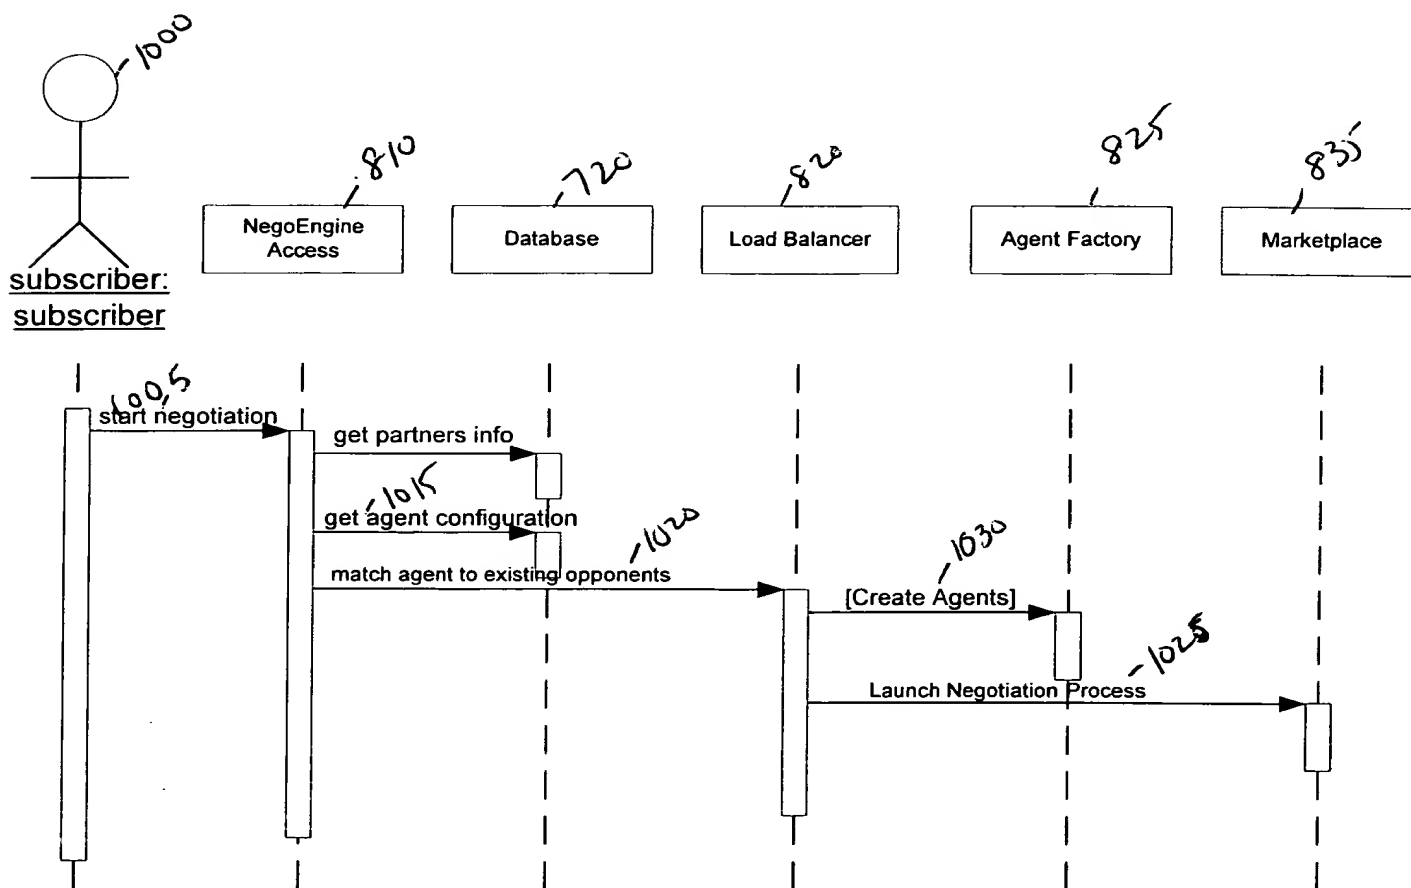 1000
810
720
820
825
835
NegoEngine
Access
Database
Load Balancer
Agent Factory
Marketplace
subscriber:
subscriber
1005
start negotiation
get partners info
1015
get agent configuration
1020
match agent to existing opponents
1030
[Create Agents]
1025
Launch Negotiation Process